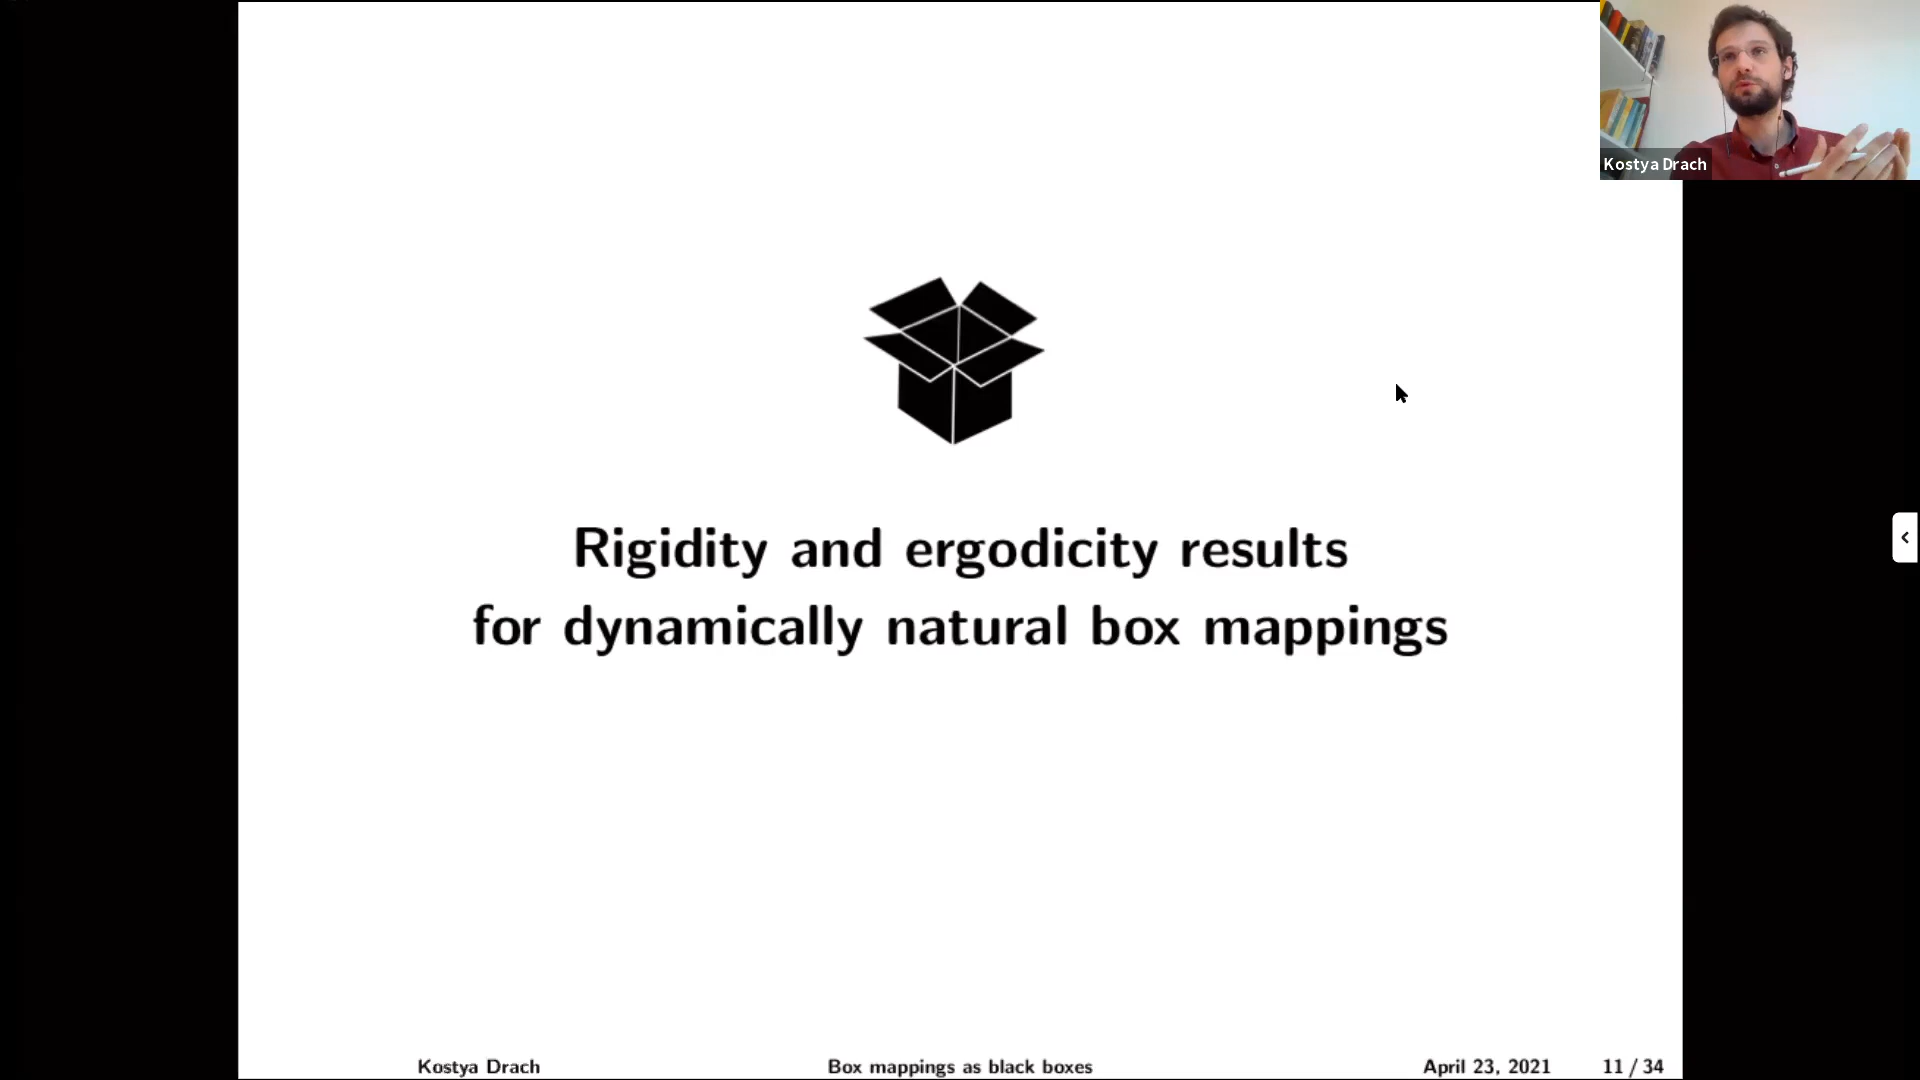 Kostya Drach
Rigidity and ergodicity results
for dynamically natural box mappings
Kostya Drach Box mappings as black boxes April 23, 2021 11 / 34